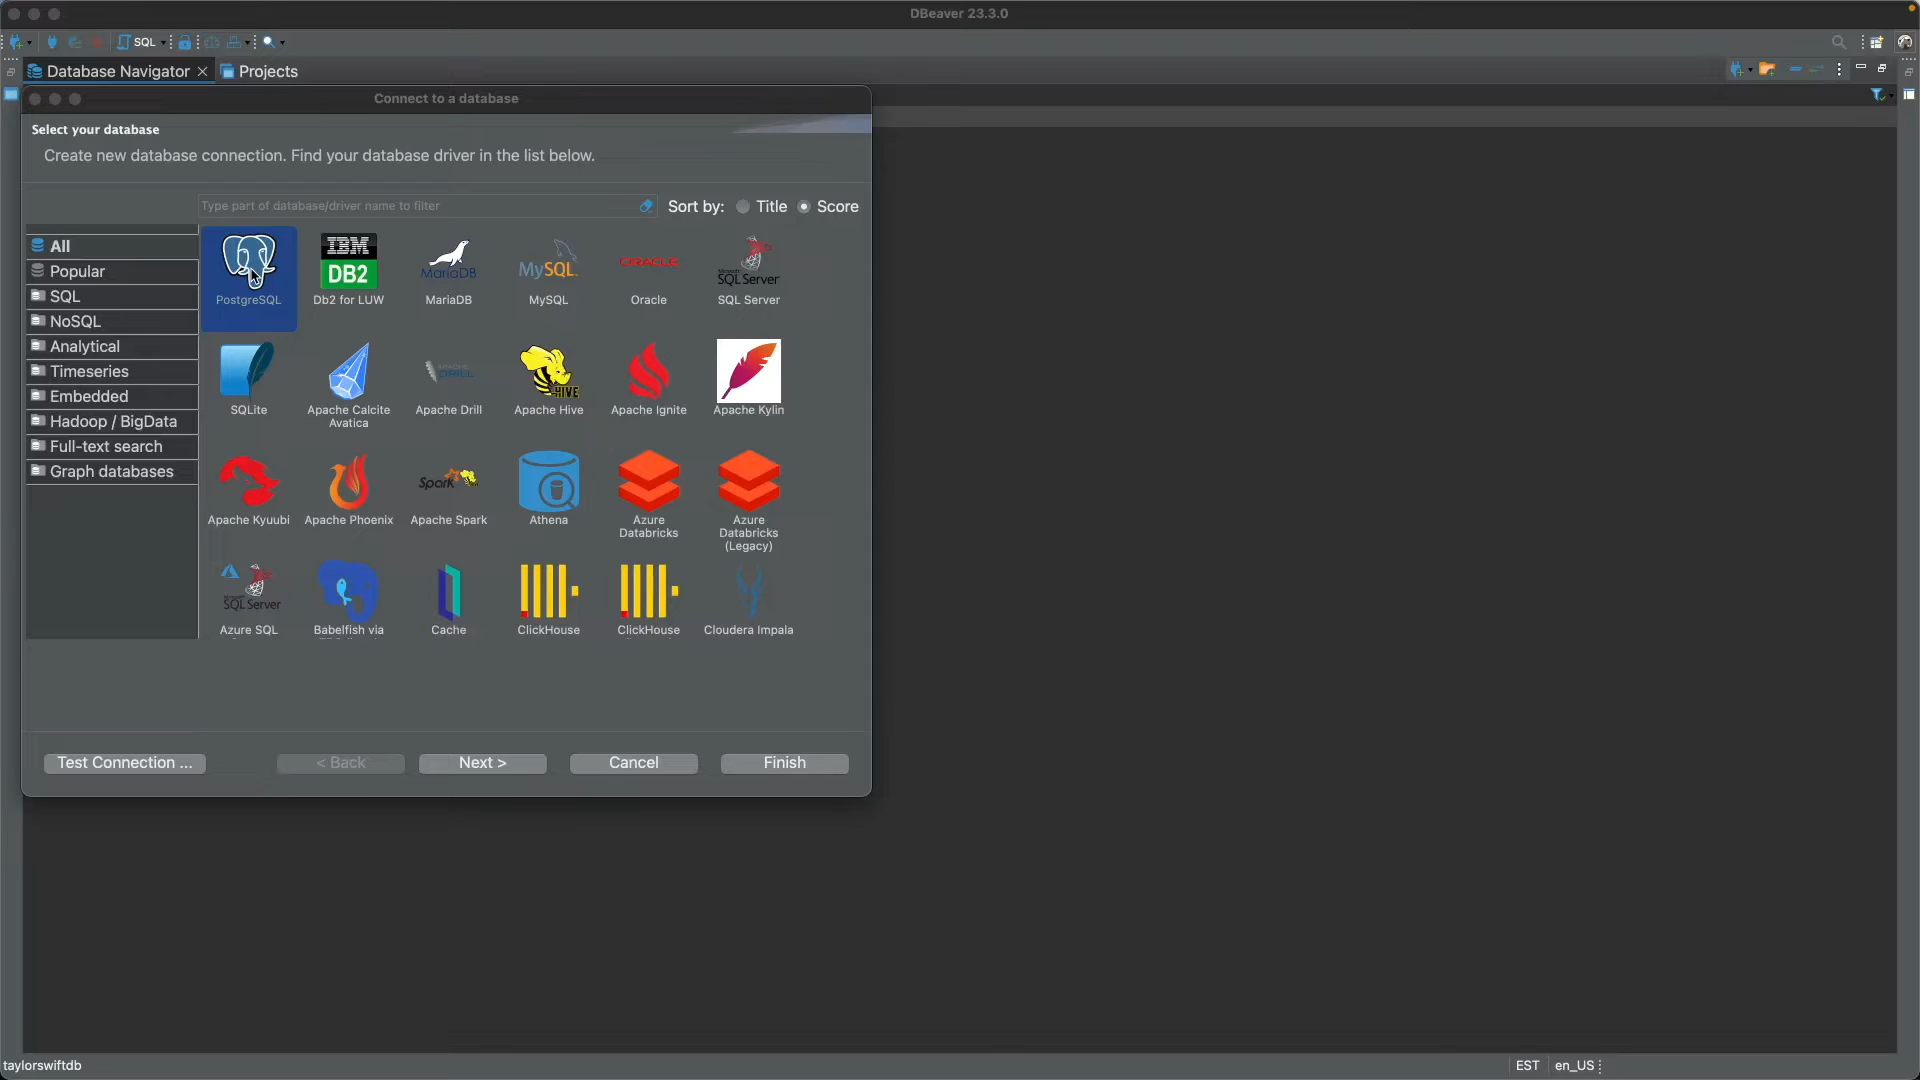 DBeaver 23.3.0
SQL
Database Navigator
Projects
Connect to a database
Select your database
Create new database connection. Find your database driver in the list below.
Type part of database/driver name to filter
Sort by:
Title
Score
All
Popular
SQL
NoSQL
Analytical
Timeseries
Embedded
Hadoop / BigData
Full-text search
Graph databases
PostgreSQL
IBM
DB2
Db2 for LUW
MariaDB
MariaDB
MySQL
MySQL
ORACLE
Oracle
SQL Server
SQL Server
SQLite
Apache Calcite
Avatica
APACHE
DRILL
Apache Drill
HIVE
Apache Hive
Apache Ignite
Apache Kylin
Apache Kyuubi
Apache Phoenix
Spark
Apache Spark
Athena
Azure
Databricks
Azure
Databricks
(Legacy)
SQL Server
Azure SQL
Babelfish via
Cache
ClickHouse
ClickHouse
Cloudera Impala
Test Connection ...
< Back
Next >
Cancel
Finish
taylorswiftdb
EST
en_US